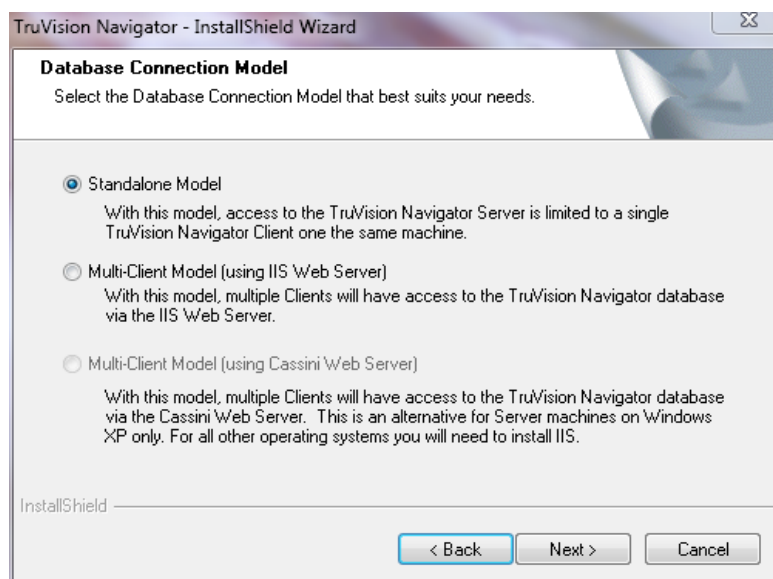 TruVision Navigator - InstallShield Wizard
Database Connection Model
Select the Database Connection Model that best suits your needs.
Standalone Model
With this model, access to the TruVision Navigator Server is limited to a single
TruVision Navigator Client one the same machine.
Multi-Client Model (using IIS Web Server)
With this model, multiple Clients will have access to the TruVision Navigator database
via the IIS Web Server.
Multi-Client Model (using Cassini Web Server)
With this model, multiple Clients will have access to the TruVision Navigator database
via the Cassini Web Server.  This is an alternative for Server machines on Windows
XP only. For all other operating systems you will need to install IIS.
InstallShield
< Back
Next >
Cancel